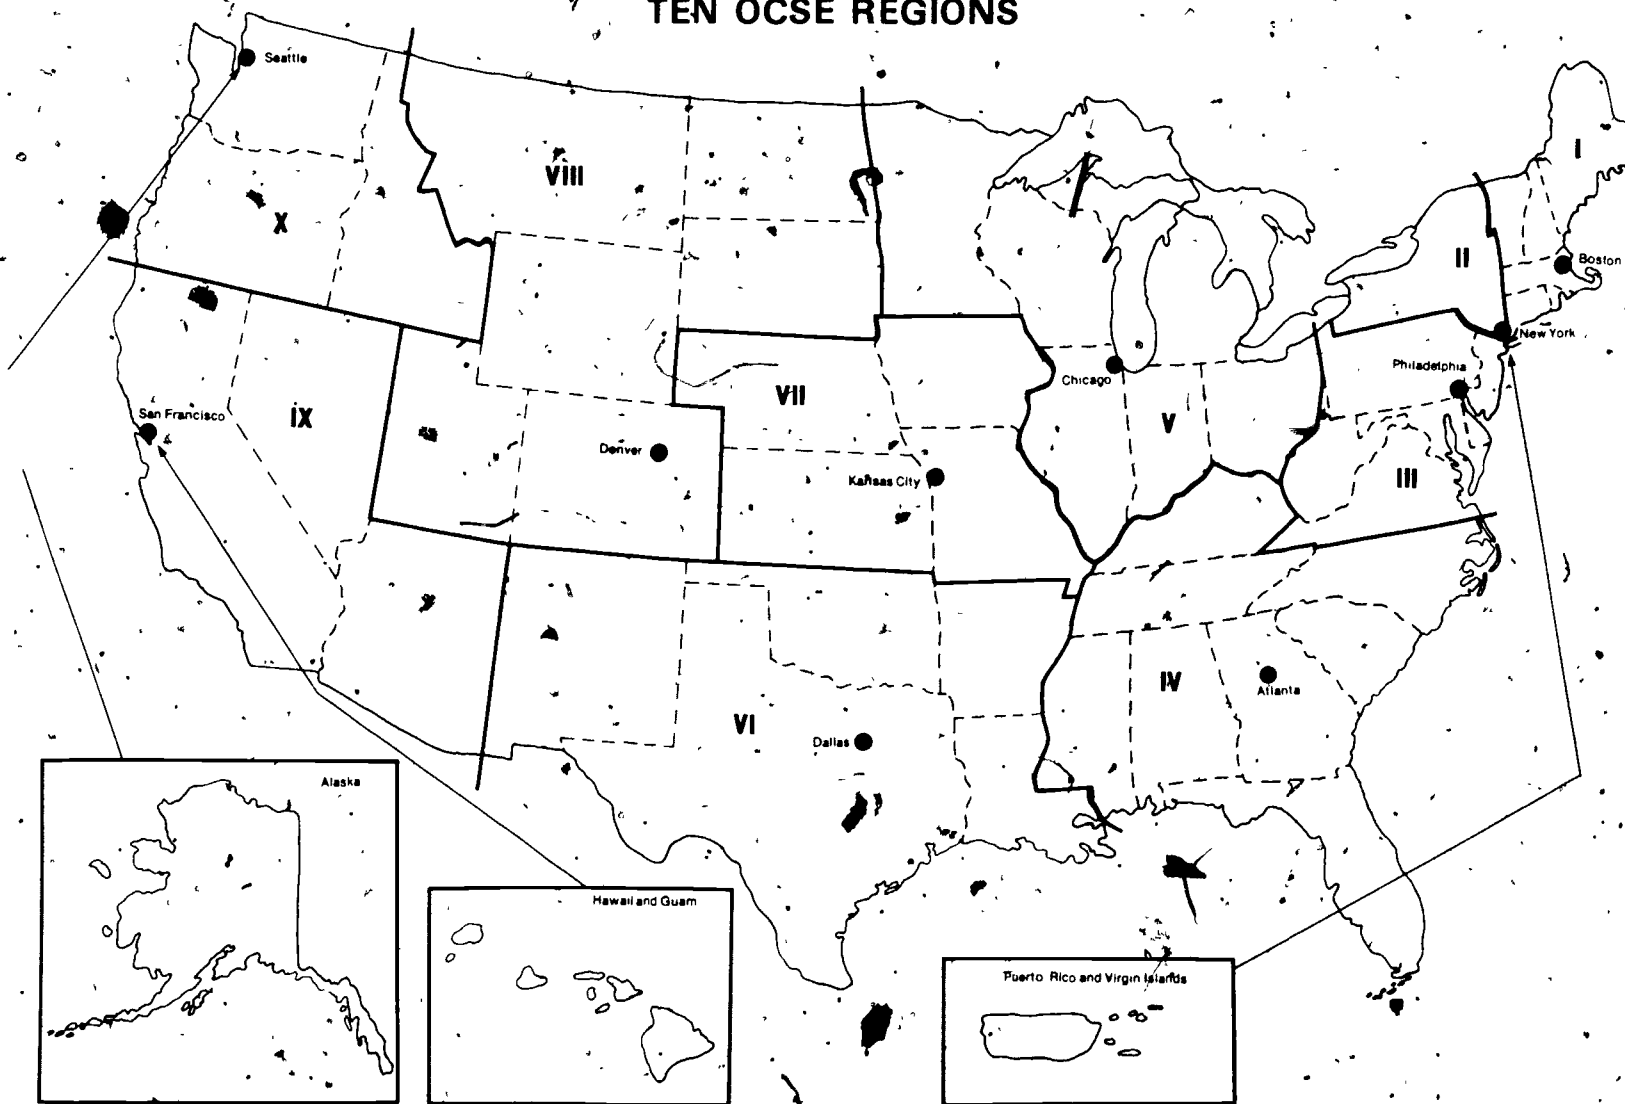 TEN OCSE REGIONS
Seattle
I
VIII
X
II
Boston
New York
Philadelphia
Chicago
VII
San Francisco
IX
V
Denver
Kansas City
III
IV
Atlanta
VI
Dallas
Alaska
Hawaii and Guam
Puerto Rico and Virgin Islands